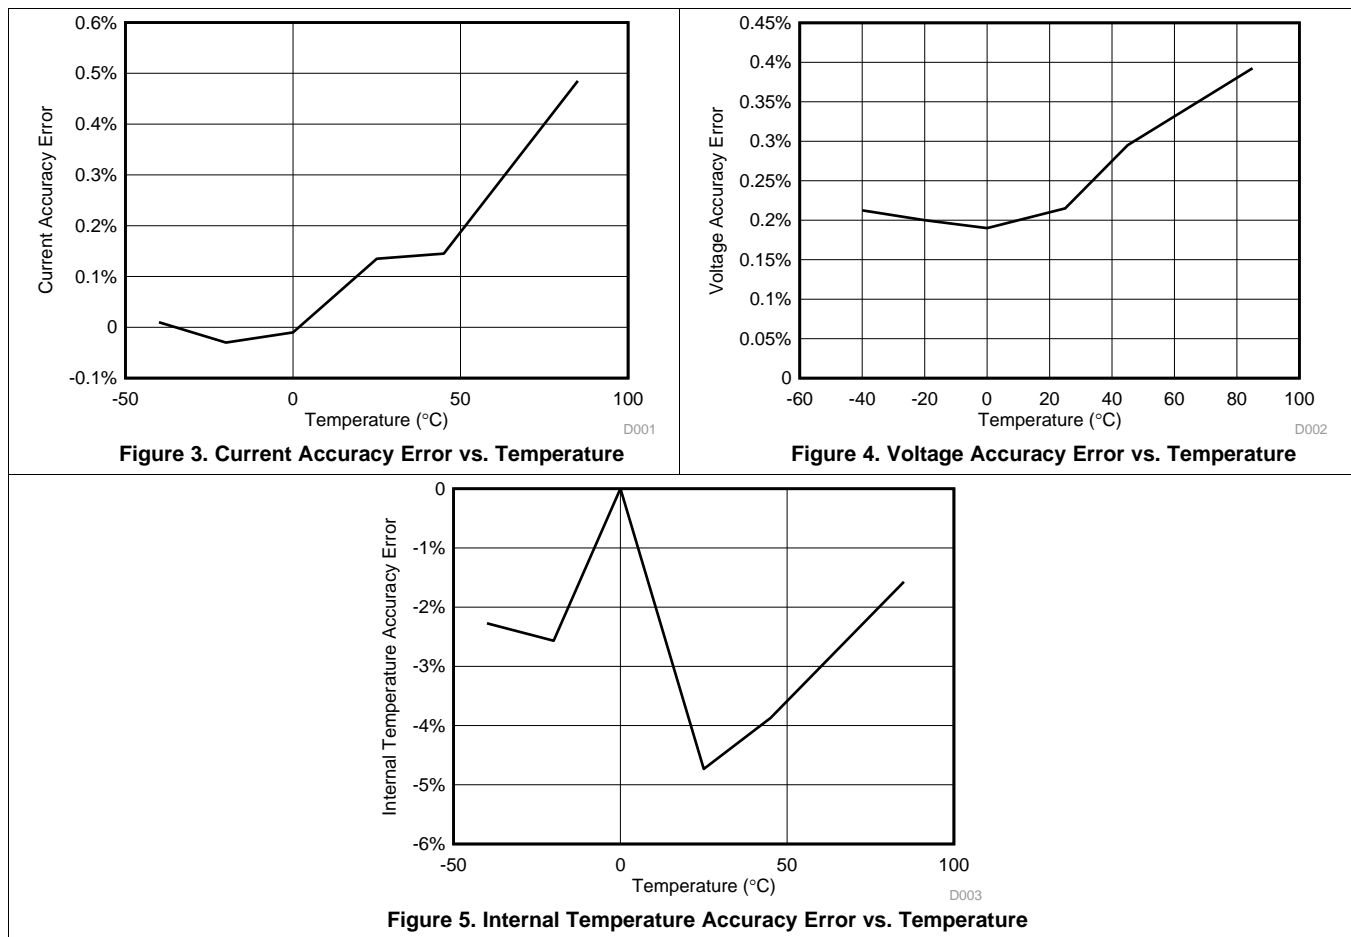 0.6%
0.5%
0.4%
0.3%
0.2%
0.1%
0
-0.1%
Current Accuracy Error
-50 0 50 100
Temperature (°C)
D001
Figure 3. Current Accuracy Error vs. Temperature
0.45%
0.4%
0.35%
0.3%
0.25%
0.2%
0.15%
0.1%
0.05%
0
Voltage Accuracy Error
-60 -40 -20 0 20 40 60 80 100
Temperature (°C)
D002
Figure 4. Voltage Accuracy Error vs. Temperature
0
-1%
-2%
-3%
-4%
-5%
-6%
Internal Temperature Accuracy Error
-50 0 50 100
Temperature (°C)
D003
Figure 5. Internal Temperature Accuracy Error vs. Temperature